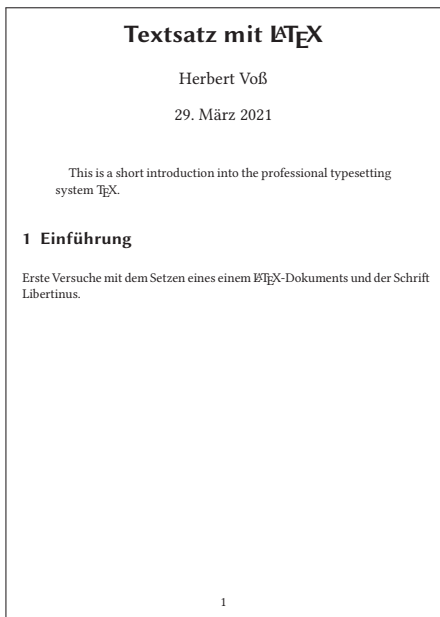 Textsatz mit LATEX
Herbert Voß
29. März 2021
This is a short introduction into the professional typesetting
system TEX.
1 Einführung
Erste Versuche mit dem Setzen eines einem LATEX-Dokuments und der Schrift
Libertinus.
1